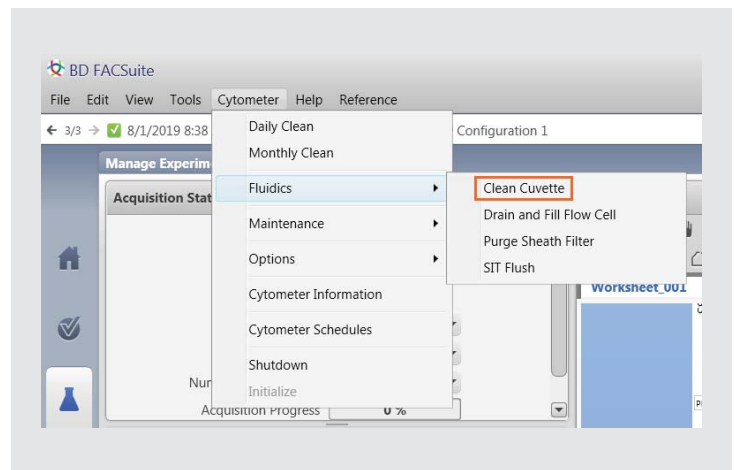 BD FACSuite
File Edit View Tools Cytometer Help Reference
3/3 8/1/2019 8:38 Configuration 1
Daily Clean
Monthly Clean
Manage Experim
Fluidics
Clean Cuvette
Acquisition Stat
Drain and Fill Flow Cell
Maintenance
Purge Sheath Filter
Options
SIT Flush
Cytometer Information
Worksheet_001
Cytometer Schedules
Shutdown
Nur
Initialize
Acquisition Progress 0 %